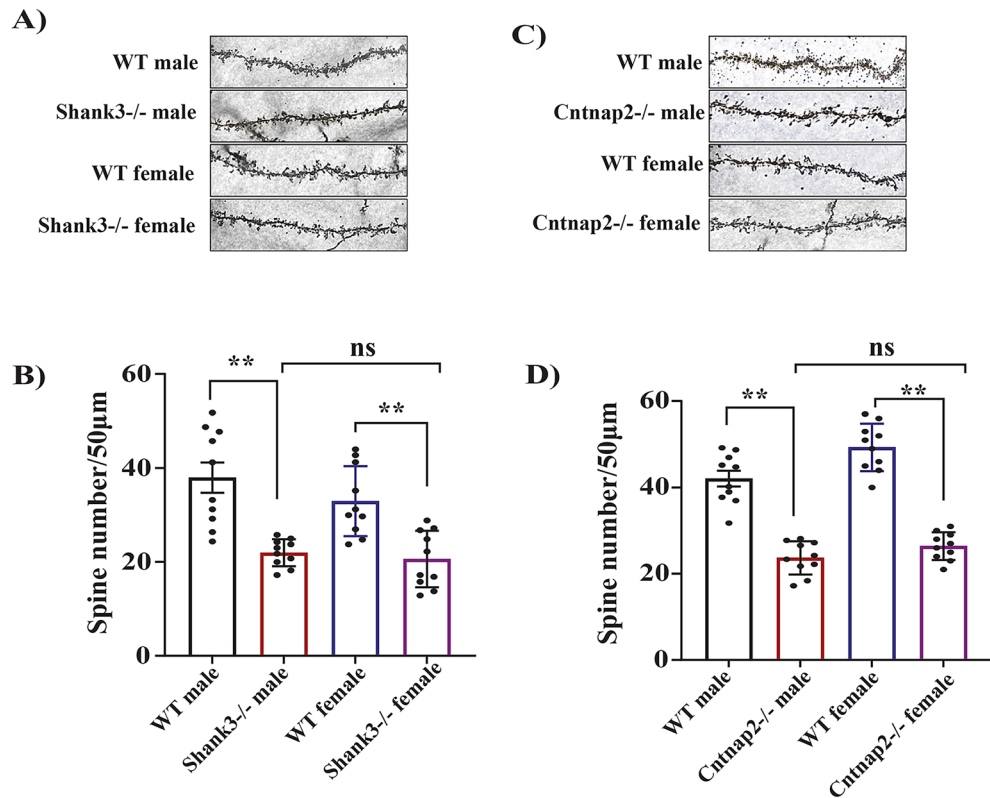 A)
WT male
Shank3-/- male
WT female
Shank3-/- female
C)
WT male
Cntnap2-/- male
WT female
Cntnap2-/- female
B)
Spine number/50μm
60
40
20
0
**
ns
**
WT male
Shank3-/- male
WT female
Shank3-/- female
D)
Spine number/50μm
60
40
20
0
**
ns
**
WT male
Cntnap2-/- male
WT female
Cntnap2-/- female